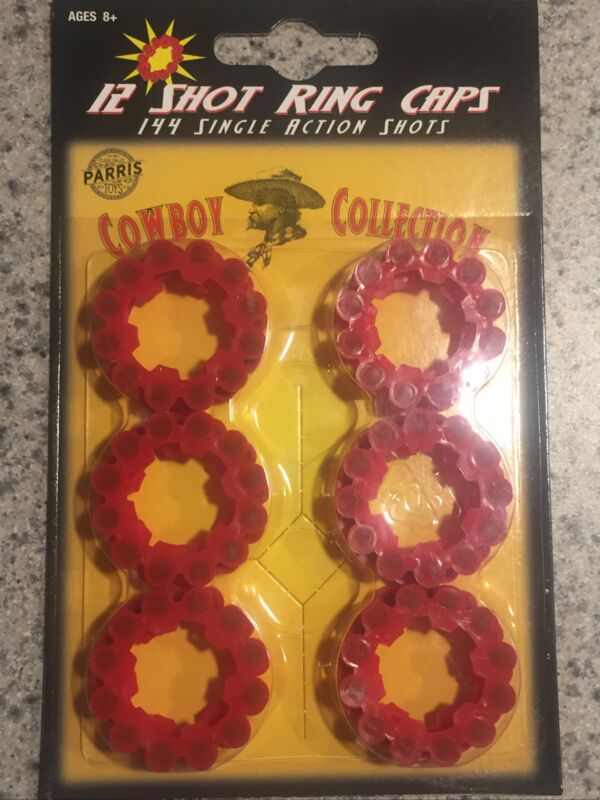 AGES 8+
12 SHOT RING CAPS
144 SINGLE ACTION SHOTS
PARRIS
TOYS
COWBOY COLLECTION